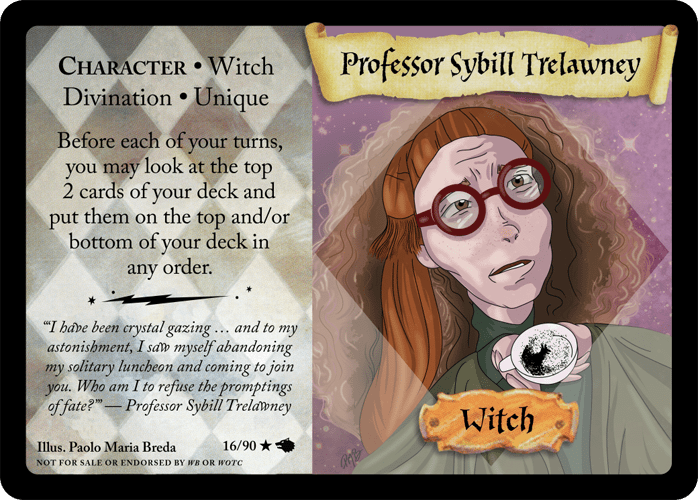 Professor Sybill Trelawney
CHARACTER • Witch
Divination • Unique
Before each of your turns,
you may look at the top
2 cards of your deck and
put them on the top and/or
bottom of your deck in
any order.
“‘I have been crystal gazing … and to my
astonishment, I saw myself abandoning
my solitary luncheon and coming to join
you. Who am I to refuse the promptings
of fate?’” — Professor Sybill Trelawney
Illus. Paolo Maria Breda
16/90 ★
NOT FOR SALE OR ENDORSED BY WB OR WOTC
Witch